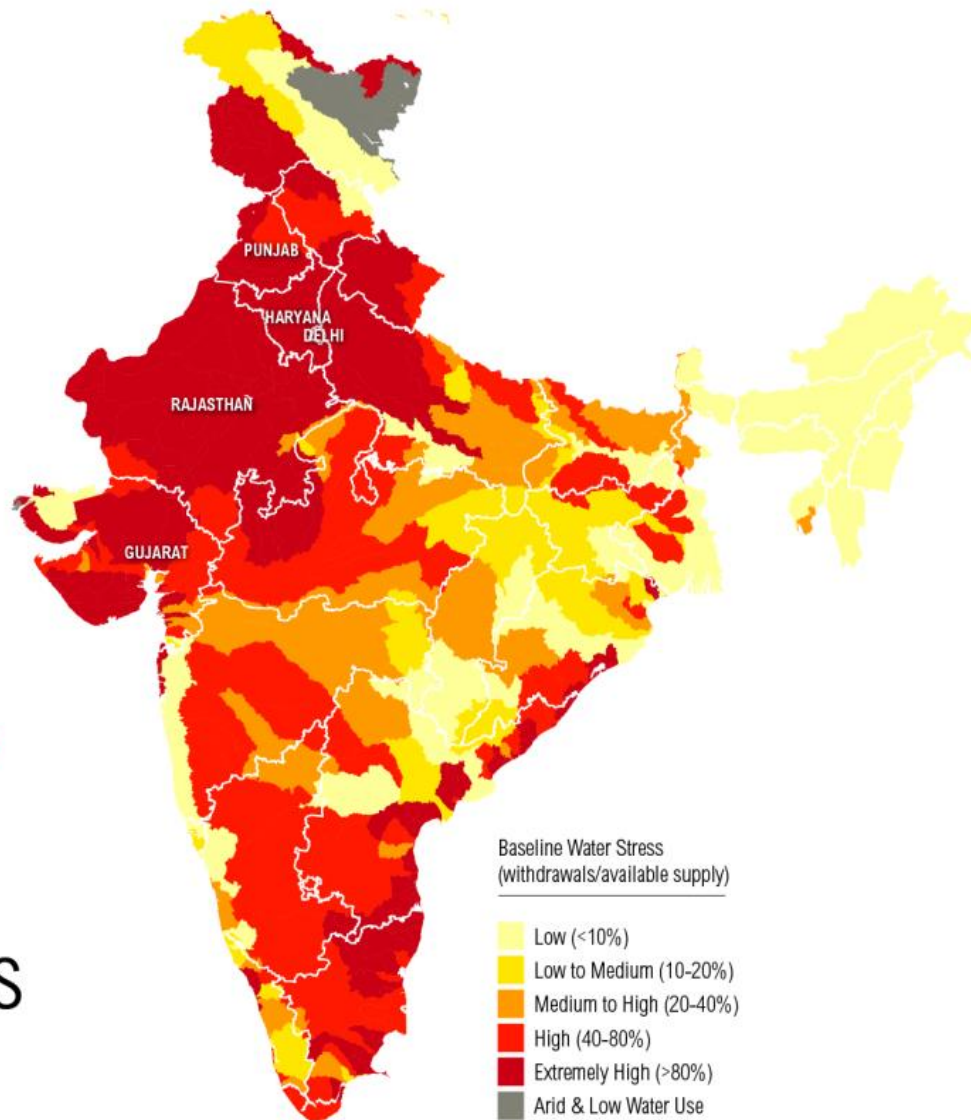 PUNJAB
HARYANA
DELHI
RAJASTHAÑ
GUJARAT
Baseline Water Stress
(withdrawals/available supply)
Low (<10%)
Low to Medium (10-20%)
Medium to High (20-40%)
High (40-80%)
Extremely High (>80%)
Arid & Low Water Use
S